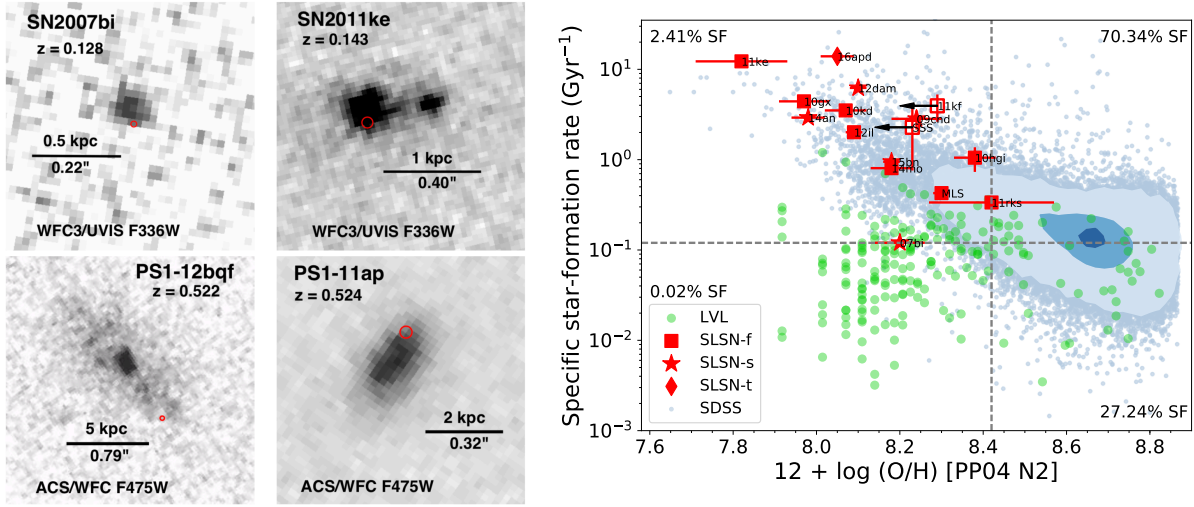 SN2007bi
z = 0.128
0.5 kpc
0.22"
WFC3/UVIS F336W
SN2011ke
z = 0.143
1 kpc
0.40"
WFC3/UVIS F336W
PS1-12bqf
z = 0.522
5 kpc
0.79"
ACS/WFC F475W
PS1-11ap
z = 0.524
2 kpc
0.32"
ACS/WFC F475W
Specific star-formation rate (Gyr⁻¹)
10¹
10⁰
10⁻¹
10⁻²
10⁻³
2.41% SF
70.34% SF
11ke
16apd
12dam
10gx
11kf
14an
10kd
09cnd
SSS
12il
15bn
14mo
10hgi
MLS
11rks
07bi
0.02% SF
27.24% SF
LVL
SLSN-f
SLSN-s
SLSN-t
SDSS
7.6
7.8
8.0
8.2
8.4
8.6
8.8
12 + log (O/H) [PP04 N2]